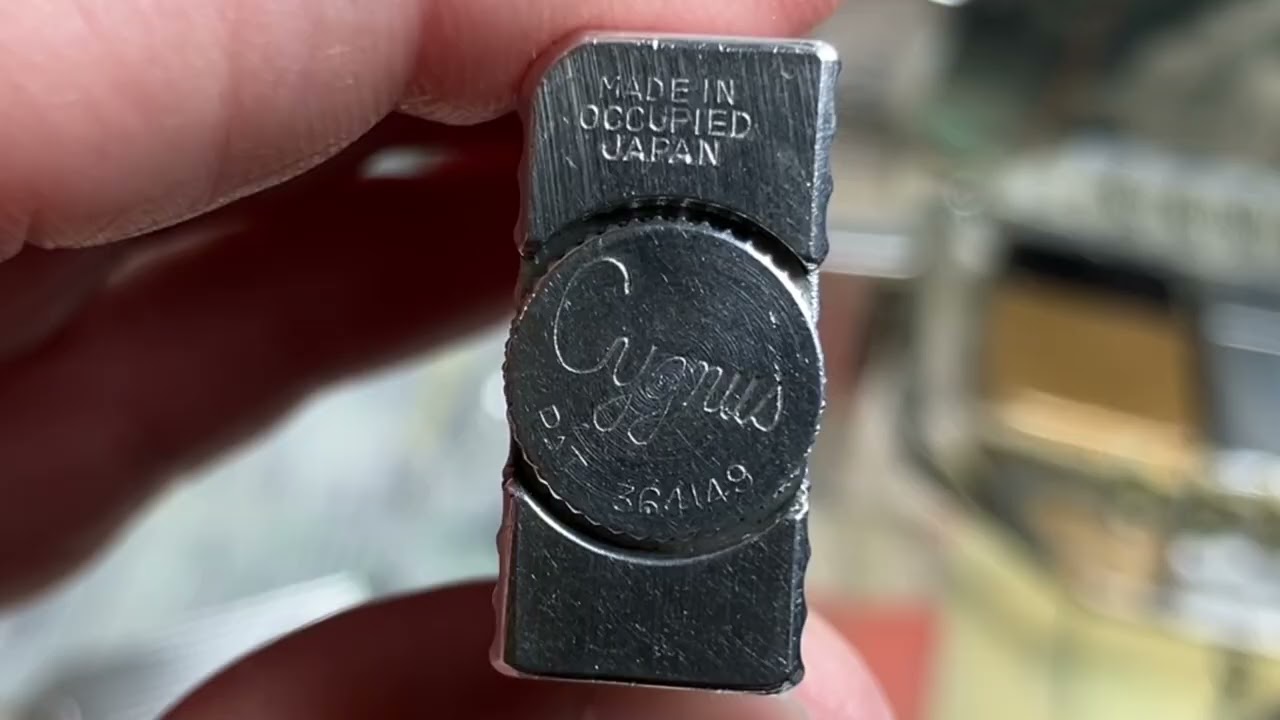 MADE IN
OCCUPIED
JAPAN
Cygnus
PAT
364149